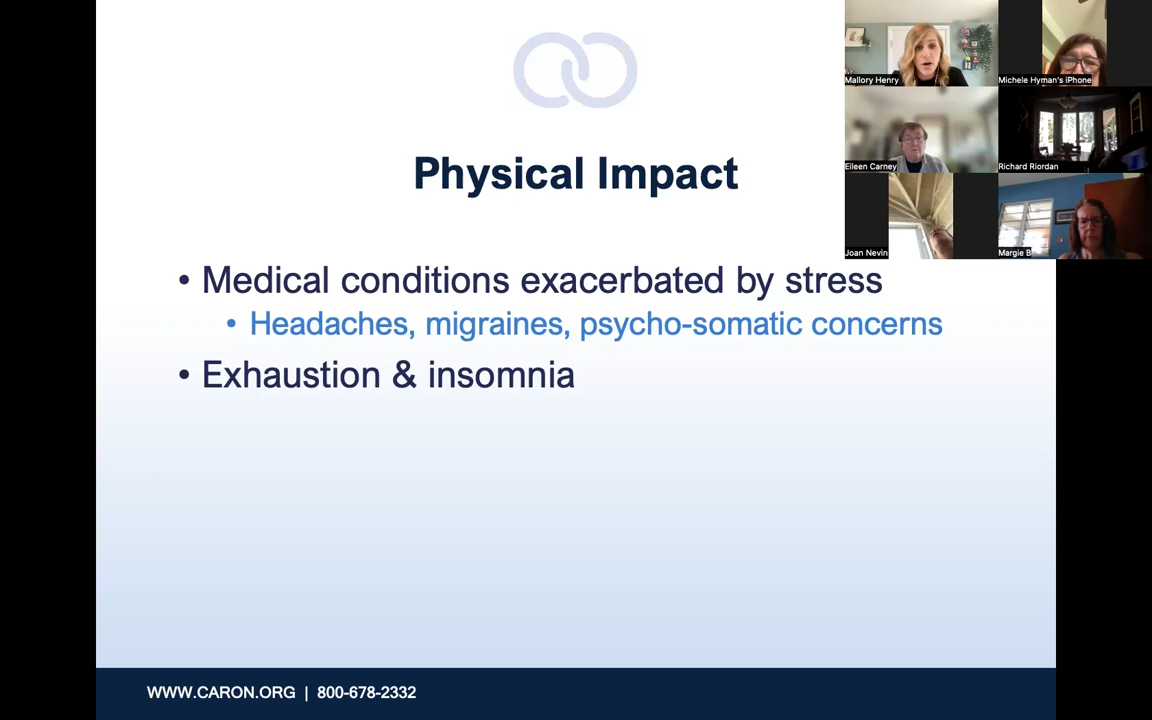 Physical Impact
• Medical conditions exacerbated by stress
• Headaches, migraines, psycho-somatic concerns
• Exhaustion & insomnia
WWW.CARON.ORG | 800-678-2332
Mallory Henry
Michele Hyman's iPhone
Eileen Carney
Richard Riordan
Joan Nevin
Margie B